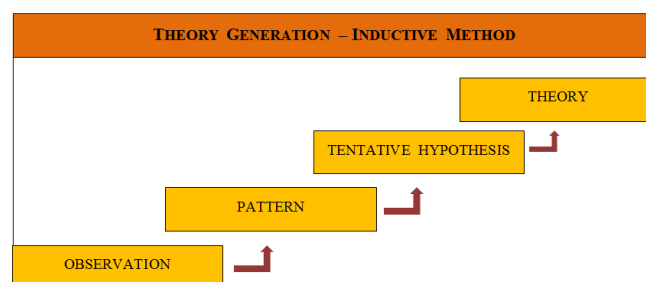 THEORY GENERATION – INDUCTIVE METHOD
THEORY
TENTATIVE HYPOTHESIS
PATTERN
OBSERVATION